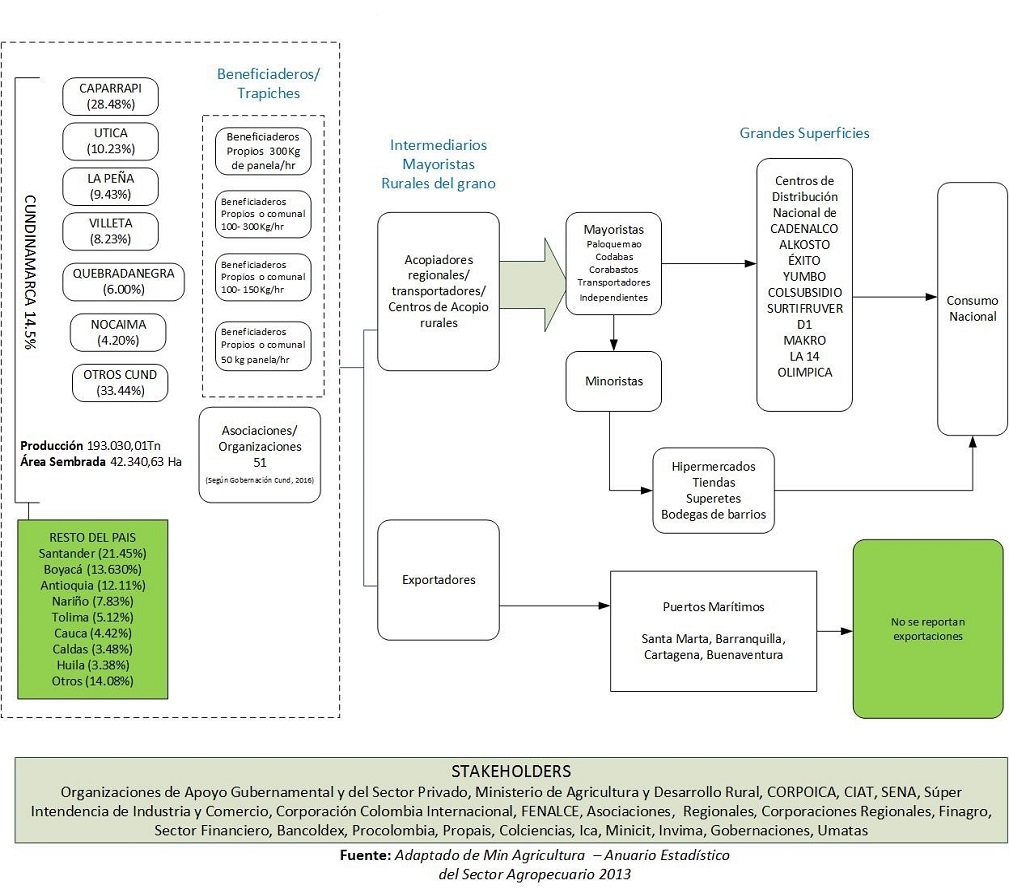 CUNDINAMARCA 14.5%
CAPARRAPI
(28.48%)
UTICA
(10.23%)
LA PEÑA
(9.43%)
VILLETA
(8.23%)
QUEBRADANEGRA
(6.00%)
NOCAIMA
(4.20%)
OTROS CUND
(33.44%)
Producción 193.030,01Tn
Área Sembrada 42.340,63 Ha
RESTO DEL PAIS
Santander (21.45%)
Boyacá (13.630%)
Antioquia (12.11%)
Nariño (7.83%)
Tolima (5.12%)
Cauca (4.42%)
Caldas (3.48%)
Huila (3.38%)
Otros (14.08%)
Beneficiaderos/
Trapiches
Beneficiaderos
Propios 300Kg
de panela/hr
Beneficiaderos
Propios o comunal
100- 300Kg/hr
Beneficiaderos
Propios o comunal
100- 150Kg/hr
Beneficiaderos
Propios o comunal
50 kg panela/hr
Asociaciones/
Organizaciones
51
(Según Gobernación Cund, 2016)
Intermediarios
Mayoristas
Rurales del grano
Acopiadores
regionales/
transportadores/
Centros de Acopio
rurales
Exportadores
Mayoristas
Paloquemao
Codabas
Corabastos
Transportadores
Independientes
Minoristas
Hipermercados
Tiendas
Superetes
Bodegas de barrios
Puertos Marítimos
Santa Marta, Barranquilla,
Cartagena, Buenaventura
Grandes Superficies
Centros de
Distribución
Nacional de
CADENALCO
ALKOSTO
ÉXITO
YUMBO
COLSUBSIDIO
SURTIFRUVER
D1
MAKRO
LA 14
OLIMPICA
Consumo
Nacional
No se reportan
exportaciones
STAKEHOLDERS
Organizaciones de Apoyo Gubernamental y del Sector Privado, Ministerio de Agricultura y Desarrollo Rural, CORPOICA, CIAT, SENA, Súper
Intendencia de Industria y Comercio, Corporación Colombia Internacional, FENALCE, Asociaciones, Regionales, Corporaciones Regionales, Finagro,
Sector Financiero, Bancoldex, Procolombia, Propais, Colciencias, Ica, Minicit, Invima, Gobernaciones, Umatas
Fuente: Adaptado de Min Agricultura – Anuario Estadístico
del Sector Agropecuario 2013